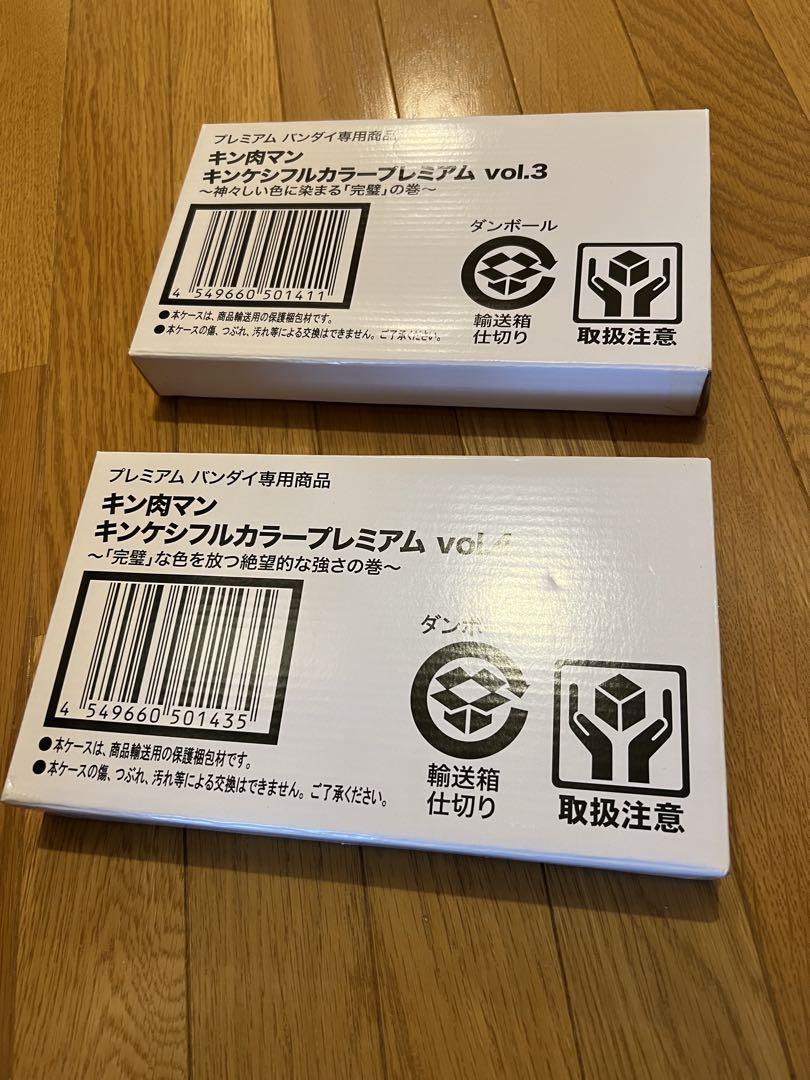 プレミアム バンダイ専用商品
キン肉マン
キンケシフルカラープレミアム vol.3
～神々しい色に染まる「完璧」の巻～
4 549660 501411
●本ケースは、商品輸送用の保護梱包材です。
●本ケースの傷、つぶれ、汚れ等による交換はできません。ご了承ください。
ダンボール
輸送箱
仕切り
取扱注意
プレミアム バンダイ専用商品
キン肉マン
キンケシフルカラープレミアム vol.4
～「完璧」な色を放つ絶望的な強さの巻～
4 549660 501435
●本ケースは、商品輸送用の保護梱包材です。
●本ケースの傷、つぶれ、汚れ等による交換はできません。ご了承ください。
ダンボ
輸送箱
仕切り
取扱注意